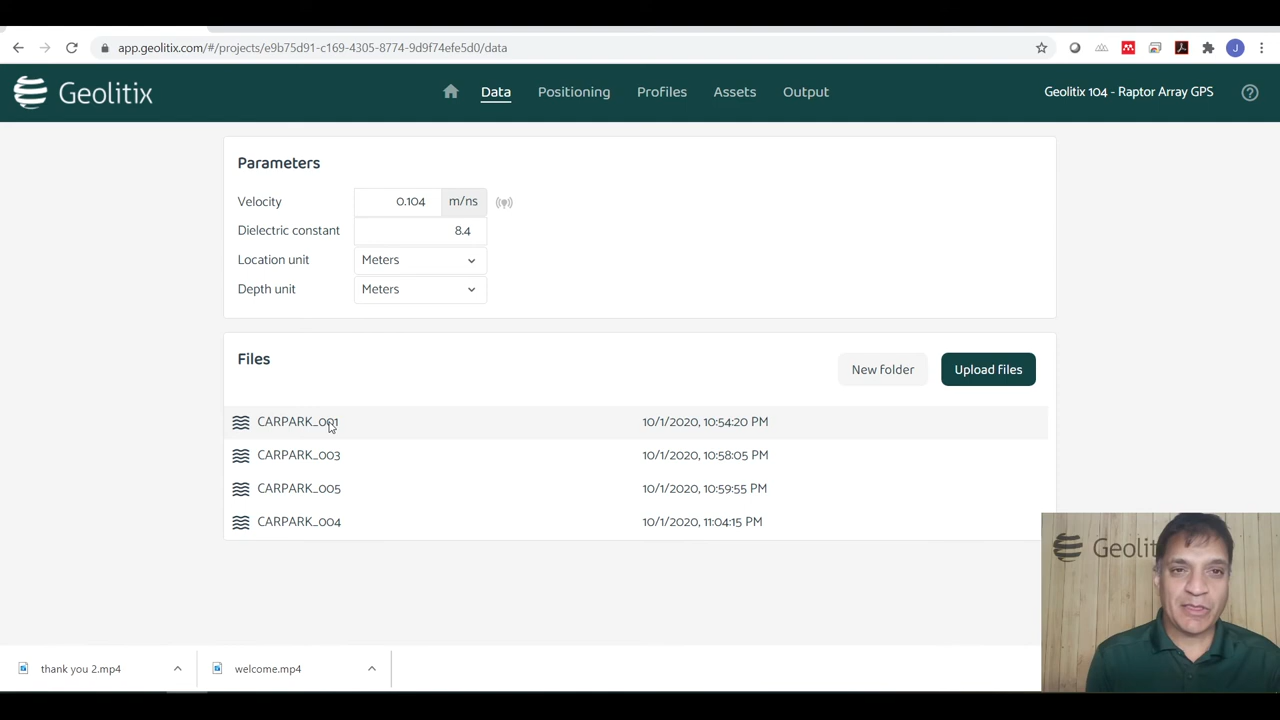 app.geolitix.com/#/projects/e9b75d91-c169-4305-8774-9d9f74efe5d0/data
J
Geolitix
Data
Positioning
Profiles
Assets
Output
Geolitix 104 - Raptor Array GPS
Parameters
Velocity 0.104 m/ns
Dielectric constant 8.4
Location unit Meters
Depth unit Meters
Files
New folder
Upload files
CARPARK_001 10/1/2020, 10:54:20 PM
CARPARK_003 10/1/2020, 10:58:05 PM
CARPARK_005 10/1/2020, 10:59:55 PM
CARPARK_004 10/1/2020, 11:04:15 PM
thank you 2.mp4
welcome.mp4